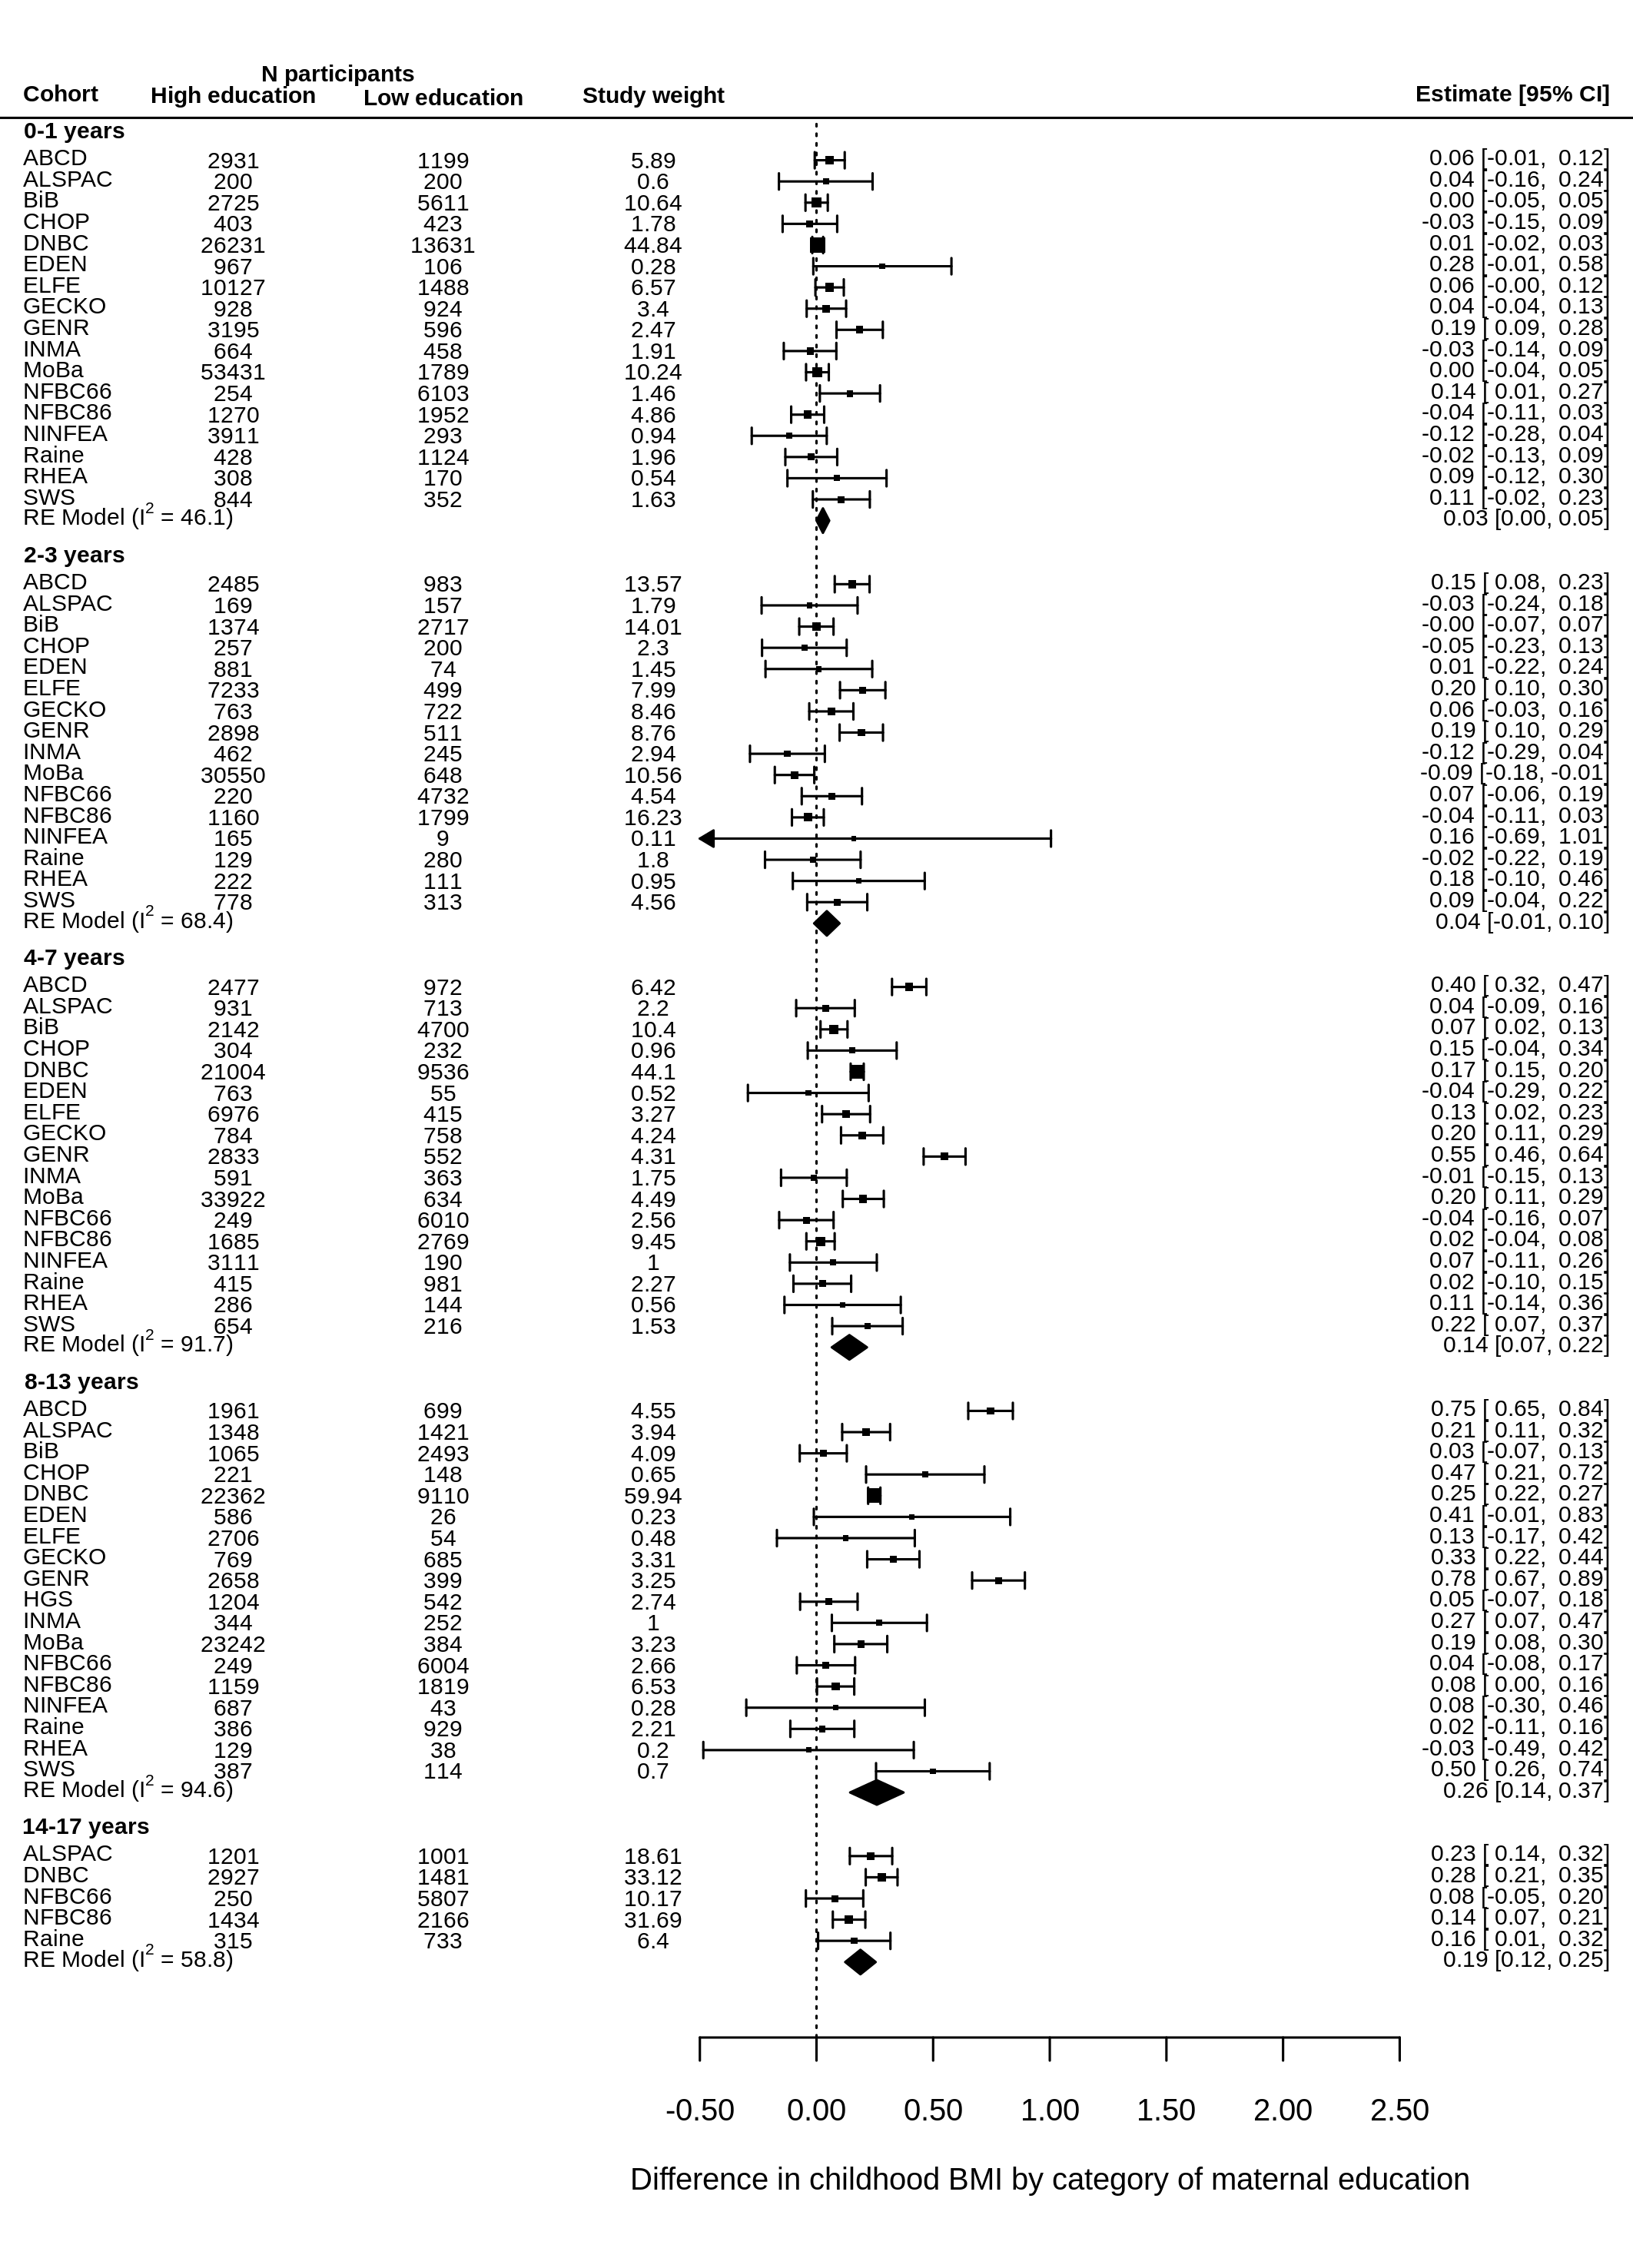 N participants
Cohort High education Low education Study weight Estimate [95% CI]
0-1 years
ABCD 2931 1199 5.89 0.06 [-0.01, 0.12]
ALSPAC 200 200 0.6 0.04 [-0.16, 0.24]
BiB 2725 5611 10.64 0.00 [-0.05, 0.05]
CHOP 403 423 1.78 -0.03 [-0.15, 0.09]
DNBC 26231 13631 44.84 0.01 [-0.02, 0.03]
EDEN 967 106 0.28 0.28 [-0.01, 0.58]
ELFE 10127 1488 6.57 0.06 [-0.00, 0.12]
GECKO 928 924 3.4 0.04 [-0.04, 0.13]
GENR 3195 596 2.47 0.19 [ 0.09, 0.28]
INMA 664 458 1.91 -0.03 [-0.14, 0.09]
MoBa 53431 1789 10.24 0.00 [-0.04, 0.05]
NFBC66 254 6103 1.46 0.14 [ 0.01, 0.27]
NFBC86 1270 1952 4.86 -0.04 [-0.11, 0.03]
NINFEA 3911 293 0.94 -0.12 [-0.28, 0.04]
Raine 428 1124 1.96 -0.02 [-0.13, 0.09]
RHEA 308 170 0.54 0.09 [-0.12, 0.30]
SWS 844 352 1.63 0.11 [-0.02, 0.23]
RE Model (I2 = 46.1) 0.03 [0.00, 0.05]
2-3 years
ABCD 2485 983 13.57 0.15 [ 0.08, 0.23]
ALSPAC 169 157 1.79 -0.03 [-0.24, 0.18]
BiB 1374 2717 14.01 -0.00 [-0.07, 0.07]
CHOP 257 200 2.3 -0.05 [-0.23, 0.13]
EDEN 881 74 1.45 0.01 [-0.22, 0.24]
ELFE 7233 499 7.99 0.20 [ 0.10, 0.30]
GECKO 763 722 8.46 0.06 [-0.03, 0.16]
GENR 2898 511 8.76 0.19 [ 0.10, 0.29]
INMA 462 245 2.94 -0.12 [-0.29, 0.04]
MoBa 30550 648 10.56 -0.09 [-0.18, -0.01]
NFBC66 220 4732 4.54 0.07 [-0.06, 0.19]
NFBC86 1160 1799 16.23 -0.04 [-0.11, 0.03]
NINFEA 165 9 0.11 0.16 [-0.69, 1.01]
Raine 129 280 1.8 -0.02 [-0.22, 0.19]
RHEA 222 111 0.95 0.18 [-0.10, 0.46]
SWS 778 313 4.56 0.09 [-0.04, 0.22]
RE Model (I2 = 68.4) 0.04 [-0.01, 0.10]
4-7 years
ABCD 2477 972 6.42 0.40 [ 0.32, 0.47]
ALSPAC 931 713 2.2 0.04 [-0.09, 0.16]
BiB 2142 4700 10.4 0.07 [ 0.02, 0.13]
CHOP 304 232 0.96 0.15 [-0.04, 0.34]
DNBC 21004 9536 44.1 0.17 [ 0.15, 0.20]
EDEN 763 55 0.52 -0.04 [-0.29, 0.22]
ELFE 6976 415 3.27 0.13 [ 0.02, 0.23]
GECKO 784 758 4.24 0.20 [ 0.11, 0.29]
GENR 2833 552 4.31 0.55 [ 0.46, 0.64]
INMA 591 363 1.75 -0.01 [-0.15, 0.13]
MoBa 33922 634 4.49 0.20 [ 0.11, 0.29]
NFBC66 249 6010 2.56 -0.04 [-0.16, 0.07]
NFBC86 1685 2769 9.45 0.02 [-0.04, 0.08]
NINFEA 3111 190 1 0.07 [-0.11, 0.26]
Raine 415 981 2.27 0.02 [-0.10, 0.15]
RHEA 286 144 0.56 0.11 [-0.14, 0.36]
SWS 654 216 1.53 0.22 [ 0.07, 0.37]
RE Model (I2 = 91.7) 0.14 [0.07, 0.22]
8-13 years
ABCD 1961 699 4.55 0.75 [ 0.65, 0.84]
ALSPAC 1348 1421 3.94 0.21 [ 0.11, 0.32]
BiB 1065 2493 4.09 0.03 [-0.07, 0.13]
CHOP 221 148 0.65 0.47 [ 0.21, 0.72]
DNBC 22362 9110 59.94 0.25 [ 0.22, 0.27]
EDEN 586 26 0.23 0.41 [-0.01, 0.83]
ELFE 2706 54 0.48 0.13 [-0.17, 0.42]
GECKO 769 685 3.31 0.33 [ 0.22, 0.44]
GENR 2658 399 3.25 0.78 [ 0.67, 0.89]
HGS 1204 542 2.74 0.05 [-0.07, 0.18]
INMA 344 252 1 0.27 [ 0.07, 0.47]
MoBa 23242 384 3.23 0.19 [ 0.08, 0.30]
NFBC66 249 6004 2.66 0.04 [-0.08, 0.17]
NFBC86 1159 1819 6.53 0.08 [ 0.00, 0.16]
NINFEA 687 43 0.28 0.08 [-0.30, 0.46]
Raine 386 929 2.21 0.02 [-0.11, 0.16]
RHEA 129 38 0.2 -0.03 [-0.49, 0.42]
SWS 387 114 0.7 0.50 [ 0.26, 0.74]
RE Model (I2 = 94.6) 0.26 [0.14, 0.37]
14-17 years
ALSPAC 1201 1001 18.61 0.23 [ 0.14, 0.32]
DNBC 2927 1481 33.12 0.28 [ 0.21, 0.35]
NFBC66 250 5807 10.17 0.08 [-0.05, 0.20]
NFBC86 1434 2166 31.69 0.14 [ 0.07, 0.21]
Raine 315 733 6.4 0.16 [ 0.01, 0.32]
RE Model (I2 = 58.8) 0.19 [0.12, 0.25]
-0.50 0.00 0.50 1.00 1.50 2.00 2.50
Difference in childhood BMI by category of maternal education